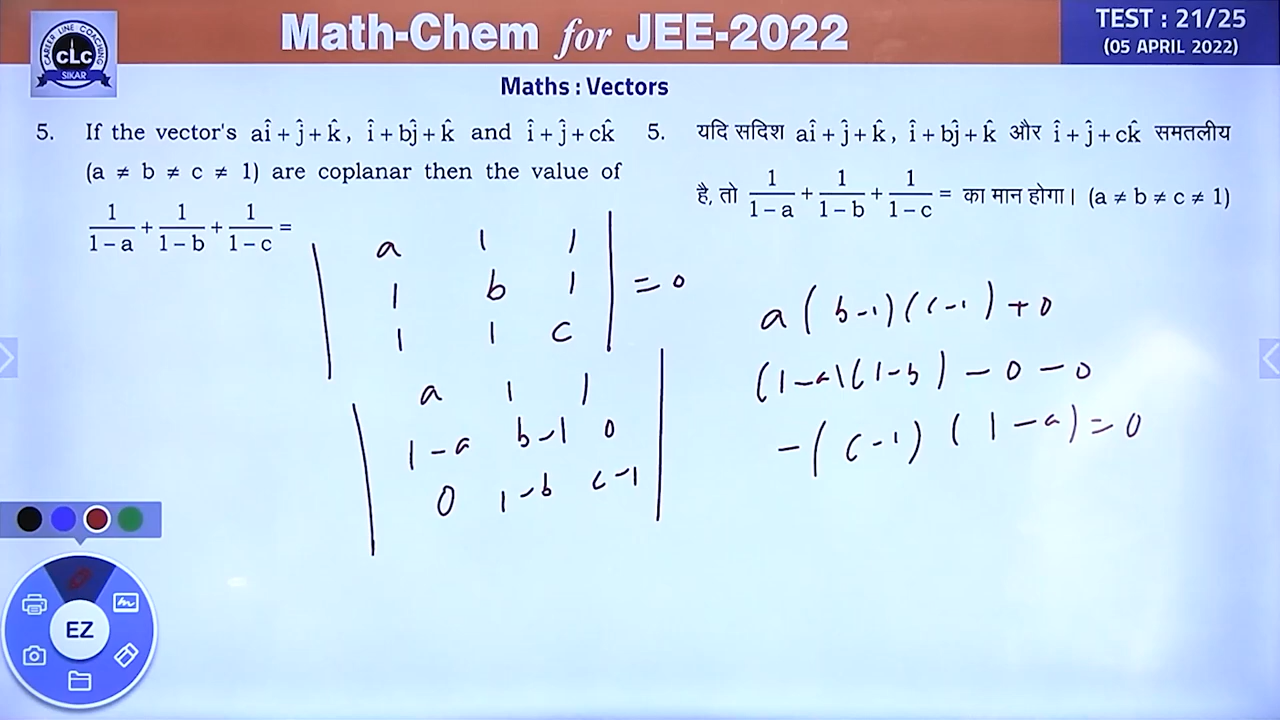 CAREER LINE COACHING
CLC
SIKAR
Math-Chem for JEE-2022
TEST : 21/25
(05 APRIL 2022)
Maths : Vectors
5. If the vector's aî + ĵ + k̂ , î + bĵ + k̂ and î + ĵ + ck̂
(a ≠ b ≠ c ≠ 1) are coplanar then the value of
1/(1 – a) + 1/(1 – b) + 1/(1 – c) =
5. यदि सदिश aî + ĵ + k̂ , î + bĵ + k̂ और î + ĵ + ck̂ समतलीय
है, तो 1/(1 – a) + 1/(1 – b) + 1/(1 – c) = का मान होगा। (a ≠ b ≠ c ≠ 1)
a 1 1
1 b 1 = 0
1 1 c
a 1 1
1-a b-1 0
0 1-b c-1
a(b-1)(c-1)+0
(1-a)(1-b)-0-0
-(c-1)(1-a)=0
EZ